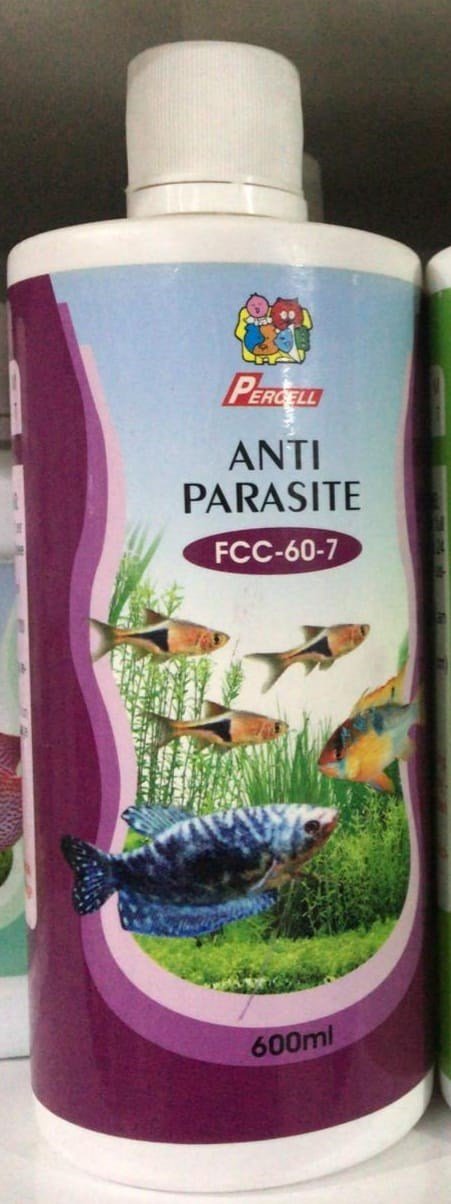 PERCELL
ANTI
PARASITE
FCC-60-7
600ml